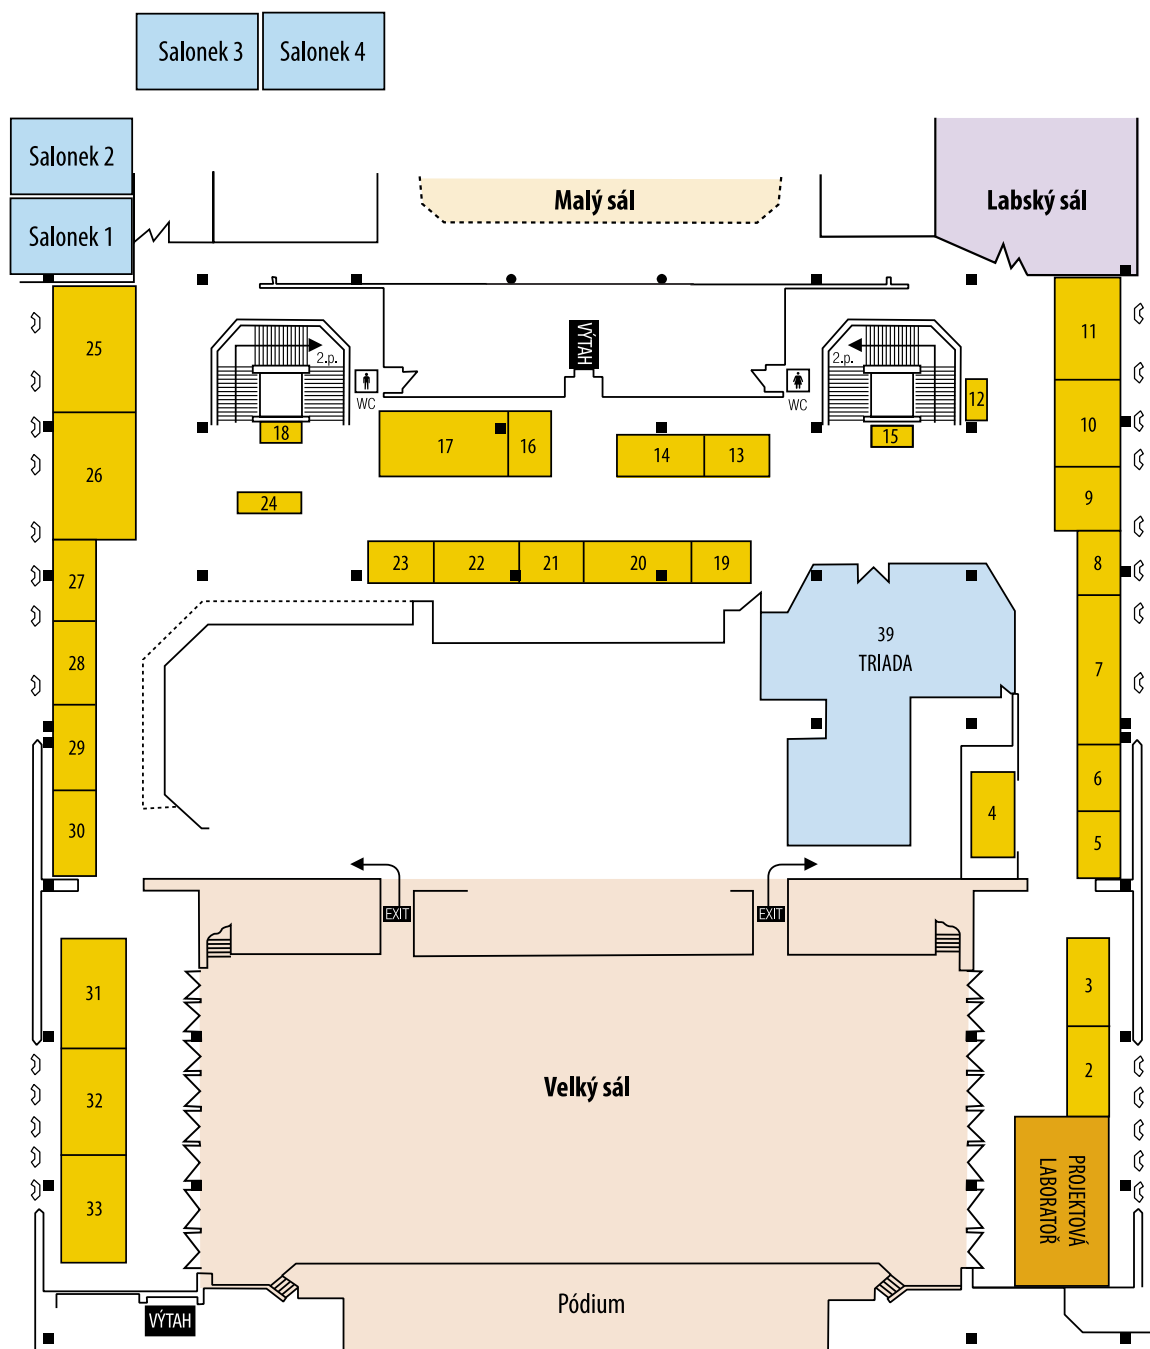 Salonek 3
Salonek 4
Salonek 2
Salonek 1
Malý sál
Labský sál
25
2.p.
WC
VÝTAH
WC
2.p.
11
12
10
18
17
16
14
13
15
26
24
9
23
22
21
20
19
27
8
39
TRIADA
28
7
29
6
30
4
5
EXIT
EXIT
31
3
32
Velký sál
2
33
PROJEKTOVÁ
LABORATOŘ
Pódium
VÝTAH